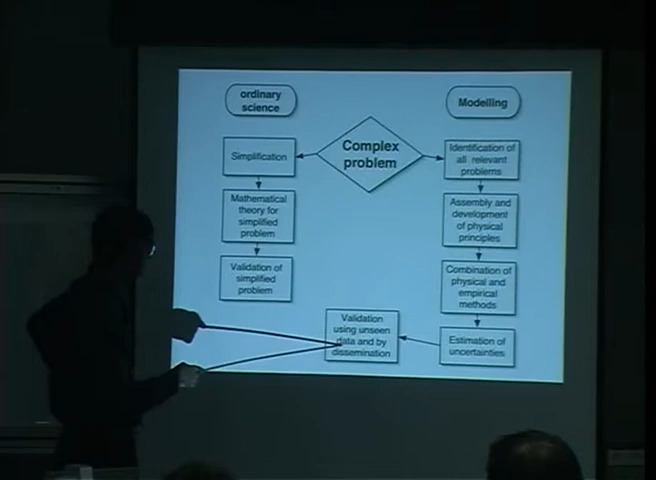 ordinary
science
Modelling
Complex
problem
Simplification
Mathematical
theory for
simplified
problem
Validation of
simplified
problem
Identification of
all relevant
problems
Assembly and
development
of physical
principles
Combination of
physical and
empirical
methods
Estimation of
uncertainties
Validation
using unseen
data and by
dissemination